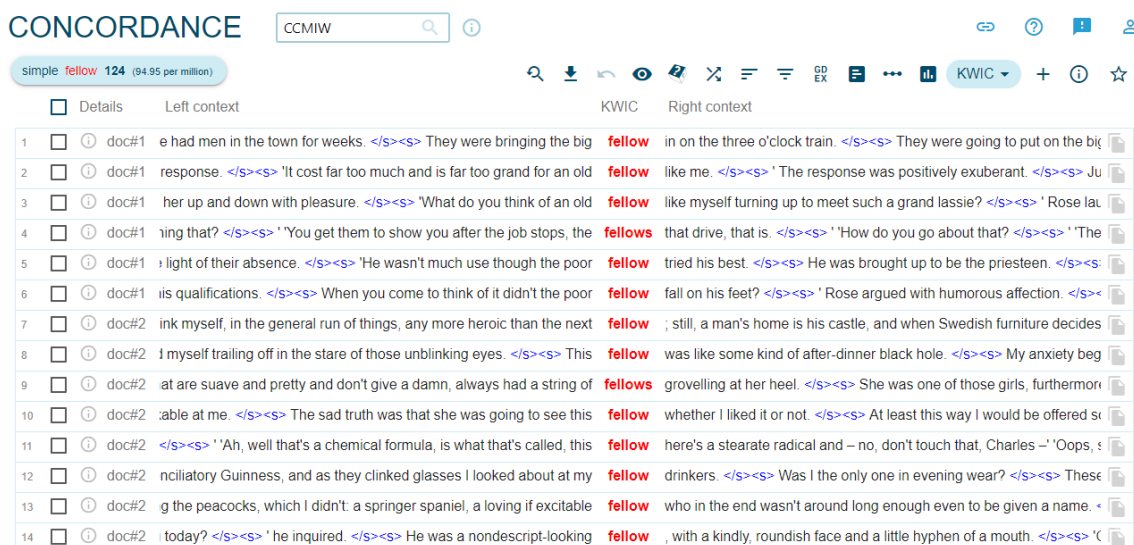 CONCORDANCE CCMIW
simple fellow 124 (94.95 per million)
GD EX KWIC
Details Left context KWIC Right context
1 doc#1 e had men in the town for weeks. </s><s> They were bringing the big fellow in on the three o'clock train. </s><s> They were going to put on the big
2 doc#1 response. </s><s> 'It cost far too much and is far too grand for an old fellow like me. </s><s> ' The response was positively exuberant. </s><s> Ju
3 doc#1 her up and down with pleasure. </s><s> 'What do you think of an old fellow like myself turning up to meet such a grand lassie? </s><s> ' Rose lau
4 doc#1 ning that? </s><s> ' 'You get them to show you after the job stops, the fellows that drive, that is. </s><s> ' 'How do you go about that? </s><s> ' 'The
5 doc#1 light of their absence. </s><s> 'He wasn't much use though the poor fellow tried his best. </s><s> He was brought up to be the priesteen. </s><s>
6 doc#1 is qualifications. </s><s> When you come to think of it didn't the poor fellow fall on his feet? </s><s> ' Rose argued with humorous affection. </s><
7 doc#2 ink myself, in the general run of things, any more heroic than the next fellow ; still, a man's home is his castle, and when Swedish furniture decides
8 doc#2 d myself trailing off in the stare of those unblinking eyes. </s><s> This fellow was like some kind of after-dinner black hole. </s><s> My anxiety beg
9 doc#2 at are suave and pretty and don't give a damn, always had a string of fellows grovelling at her heel. </s><s> She was one of those girls, furthermore
10 doc#2 able at me. </s><s> The sad truth was that she was going to see this fellow whether I liked it or not. </s><s> At least this way I would be offered
11 doc#2 </s><s> ' 'Ah, well that's a chemical formula, is what that's called, this fellow here's a stearate radical and – no, don't touch that, Charles –' 'Oops, s
12 doc#2 nciliatory Guinness, and as they clinked glasses I looked about at my fellow drinkers. </s><s> Was I the only one in evening wear? </s><s> These
13 doc#2 g the peacocks, which I didn't: a springer spaniel, a loving if excitable fellow who in the end wasn't around long enough even to be given a name. <
14 doc#2 today? </s><s> ' he inquired. </s><s> He was a nondescript-looking fellow , with a kindly, roundish face and a little hyphen of a mouth. </s><s>